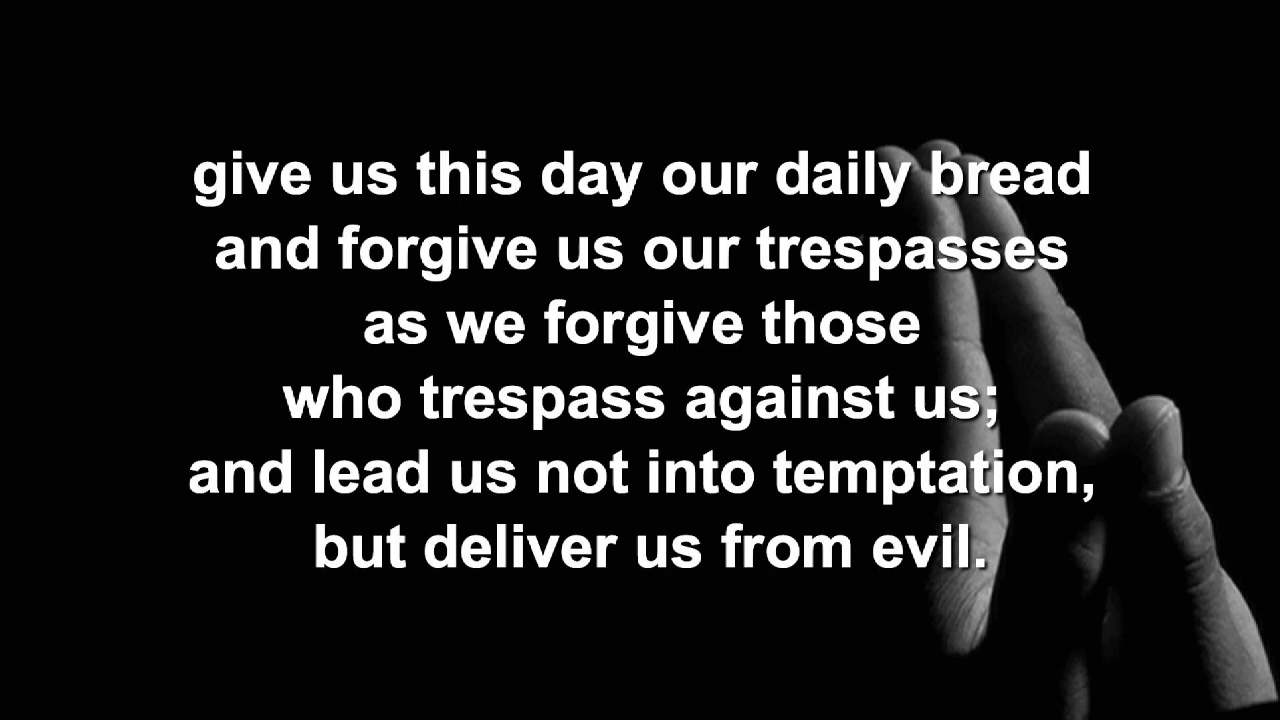 give us this day our daily bread
and forgive us our trespasses
as we forgive those
who trespass against us;
and lead us not into temptation,
but deliver us from evil.